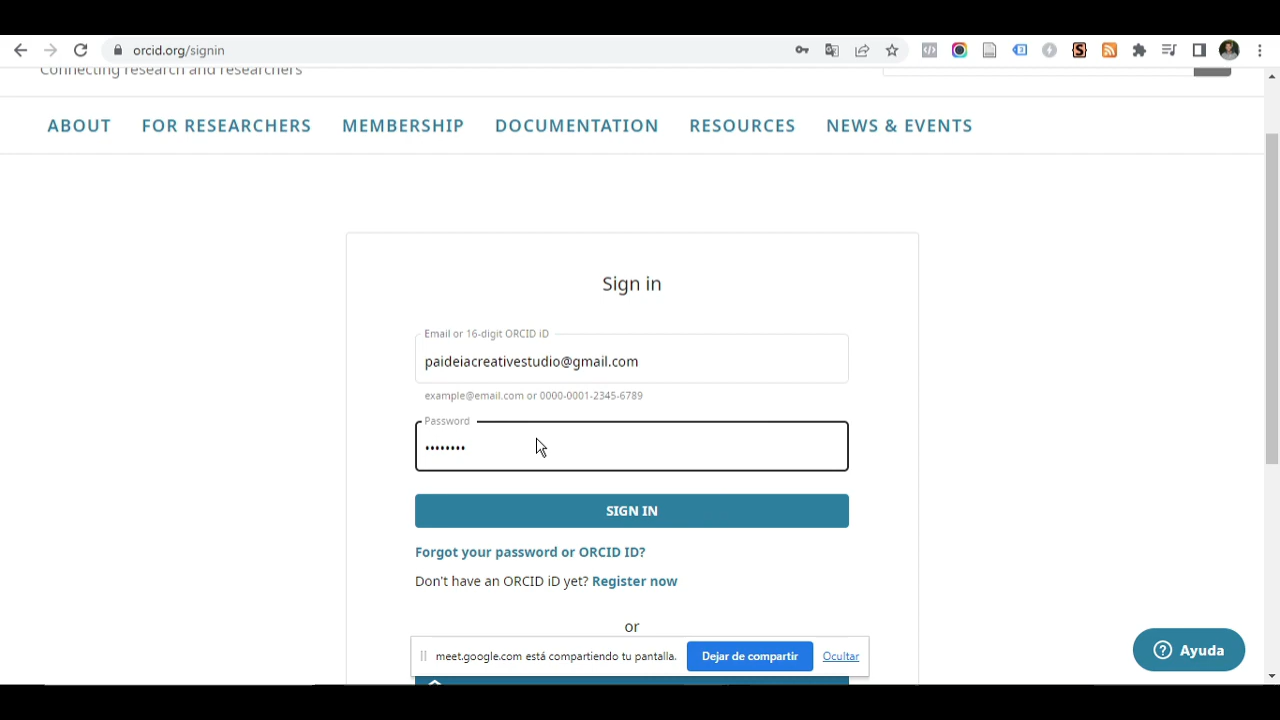 orcid.org/signin
Connecting research and researchers
ABOUT FOR RESEARCHERS MEMBERSHIP DOCUMENTATION RESOURCES NEWS & EVENTS
Sign in
Email or 16-digit ORCID iD
paideiacreativestudio@gmail.com
example@email.com or 0000-0001-2345-6789
Password
••••••••
SIGN IN
Forgot your password or ORCID ID?
Don't have an ORCID iD yet? Register now
or
meet.google.com está compartiendo tu pantalla. Dejar de compartir Ocultar
Ayuda